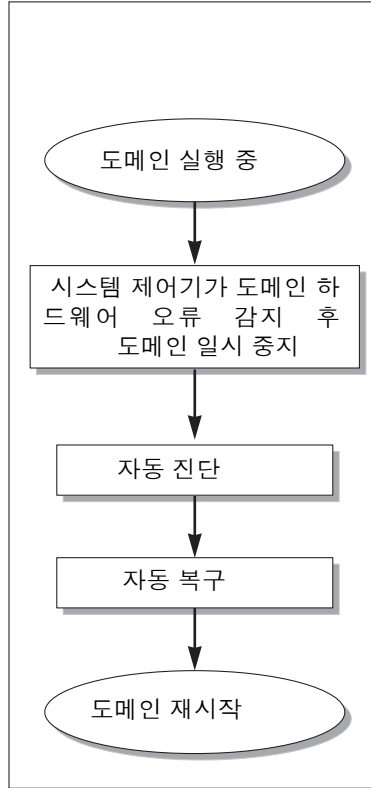 도메인 실행 중
시스템 제어기가 도메인 하
드웨어 오류 감지 후
도메인 일시 중지
자동 진단
자동 복구
도메인 재시작